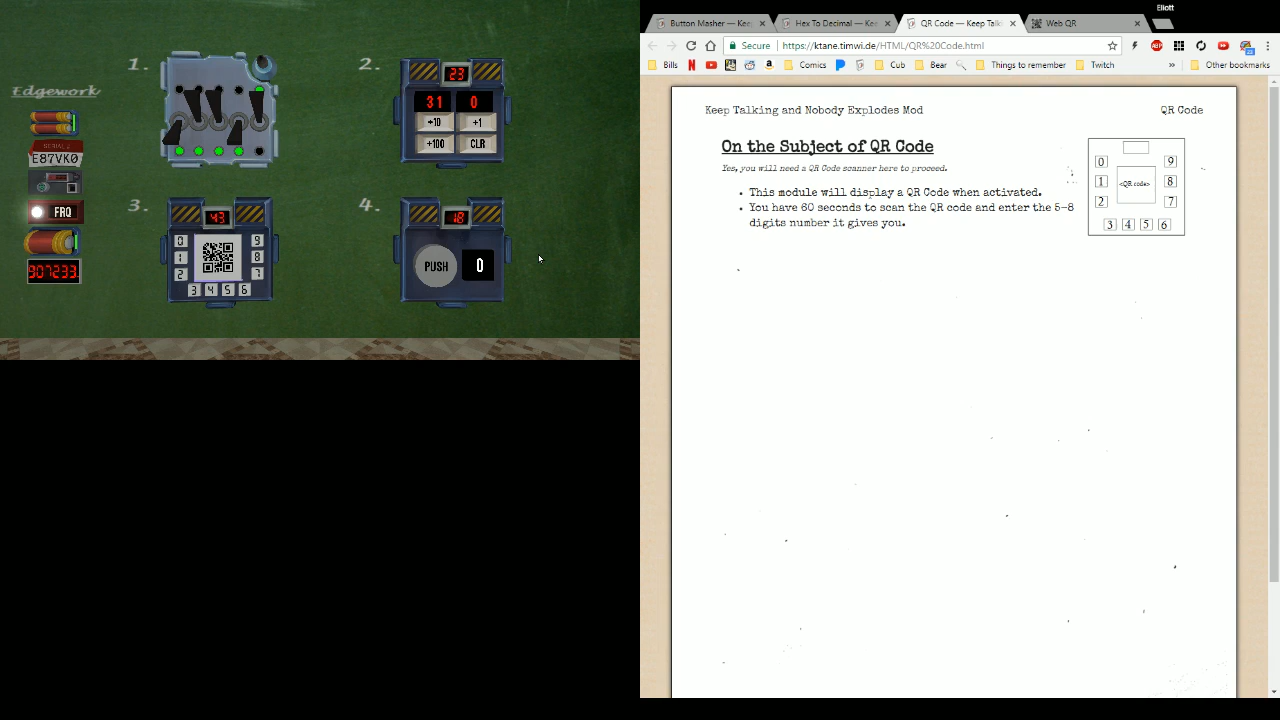 Eliott
Button Masher — Kee
Hex To Decimal — Kee
QR Code — Keep Talk
Web QR
Secure
https://ktane.timwi.de/HTML/QR%20Code.html
Bills
Comics
Cub
Bear
Things to remember
Twitch
»
Other bookmarks
Keep Talking and Nobody Explodes Mod
QR Code
On the Subject of QR Code
Yes, you will need a QR Code scanner here to proceed.
• This module will display a QR Code when activated.
• You have 60 seconds to scan the QR code and enter the 5-8
digits number it gives you.
0 9
1 <QR code> 8
2 7
3 4 5 6
Edgework
E87VK0
FRQ
907233.
1.
2.
23
31 0
+10 +1
+100 CLR
3.
43
0 9
1 8
2 7
3 4 5 6
4.
18
PUSH 0